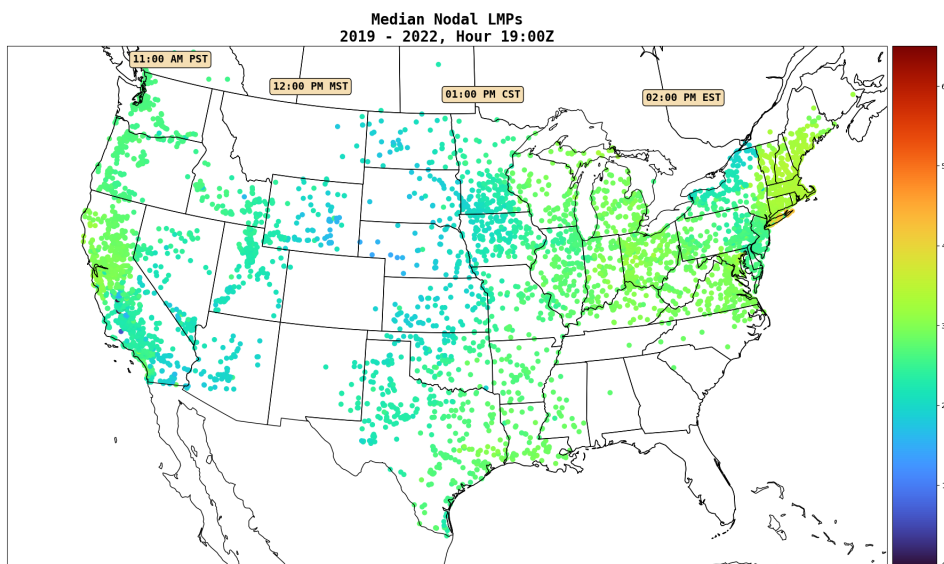 Median Nodal LMPs
2019 - 2022, Hour 19:00Z
11:00 AM PST
12:00 PM MST
01:00 PM CST
02:00 PM EST